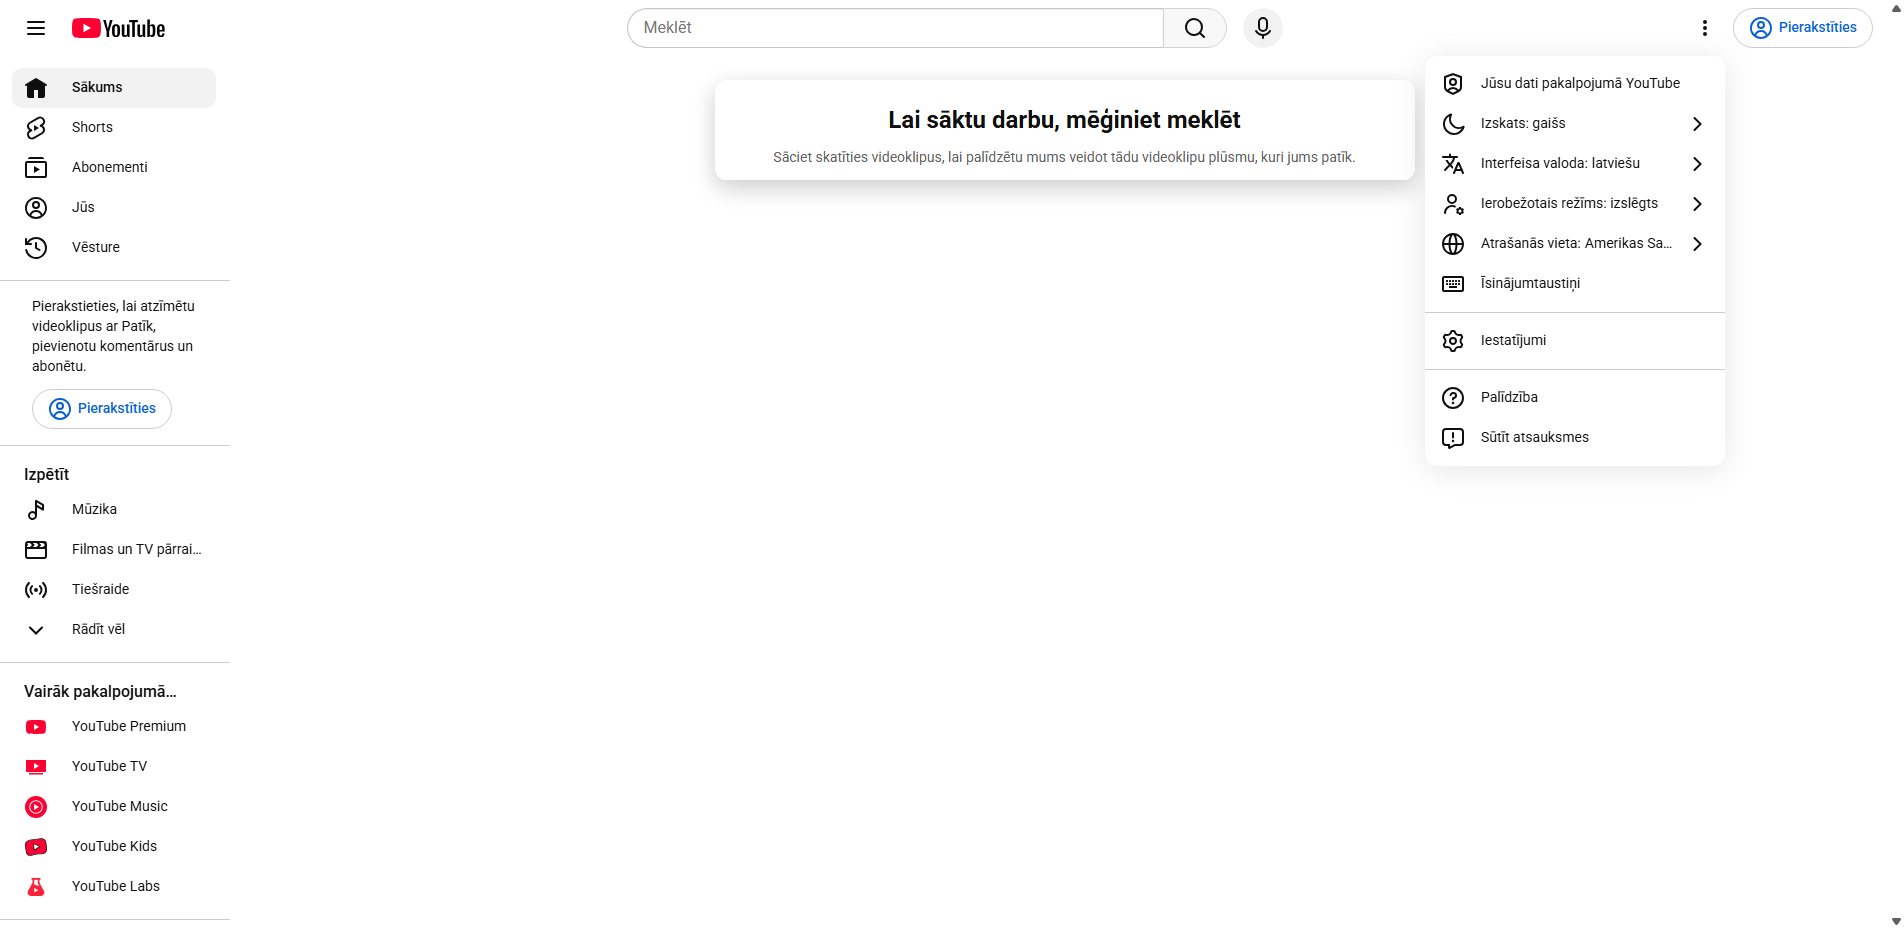 YouTube
Meklēt
Pierakstīties
Sākums
Shorts
Abonementi
Jūs
Vēsture
Pierakstieties, lai atzīmētu
videoklipus ar Patīk,
pievienotu komentārus un
abonētu.
Pierakstīties
Izpētīt
Mūzika
Filmas un TV pārrai...
Tiešraide
Rādīt vēl
Vairāk pakalpojumā...
YouTube Premium
YouTube TV
YouTube Music
YouTube Kids
YouTube Labs
Lai sāktu darbu, mēģiniet meklēt
Sāciet skatīties videoklipus, lai palīdzētu mums veidot tādu videoklipu plūsmu, kuri jums patīk.
Jūsu dati pakalpojumā YouTube
Izskats: gaišs
Interfeisa valoda: latviešu
Ierobežotais režīms: izslēgts
Atrašanās vieta: Amerikas Sa...
Īsinājumtaustiņi
Iestatījumi
Palīdzība
Sūtīt atsauksmes